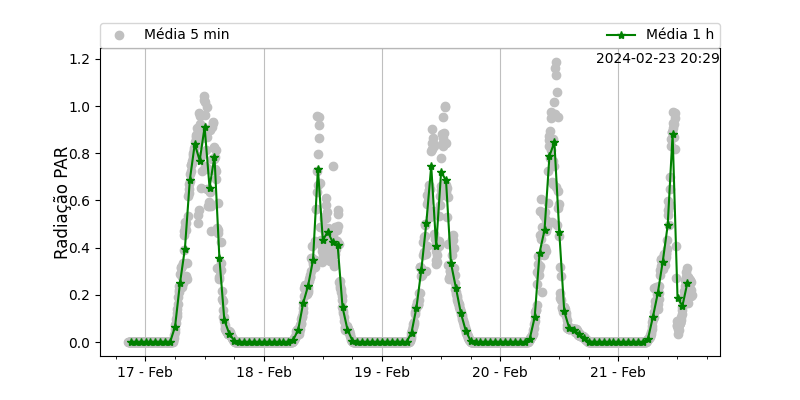 Média 5 min
Média 1 h
2024-02-23 20:29
Radiação PAR
1.2
1.0
0.8
0.6
0.4
0.2
0.0
17 - Feb
18 - Feb
19 - Feb
20 - Feb
21 - Feb